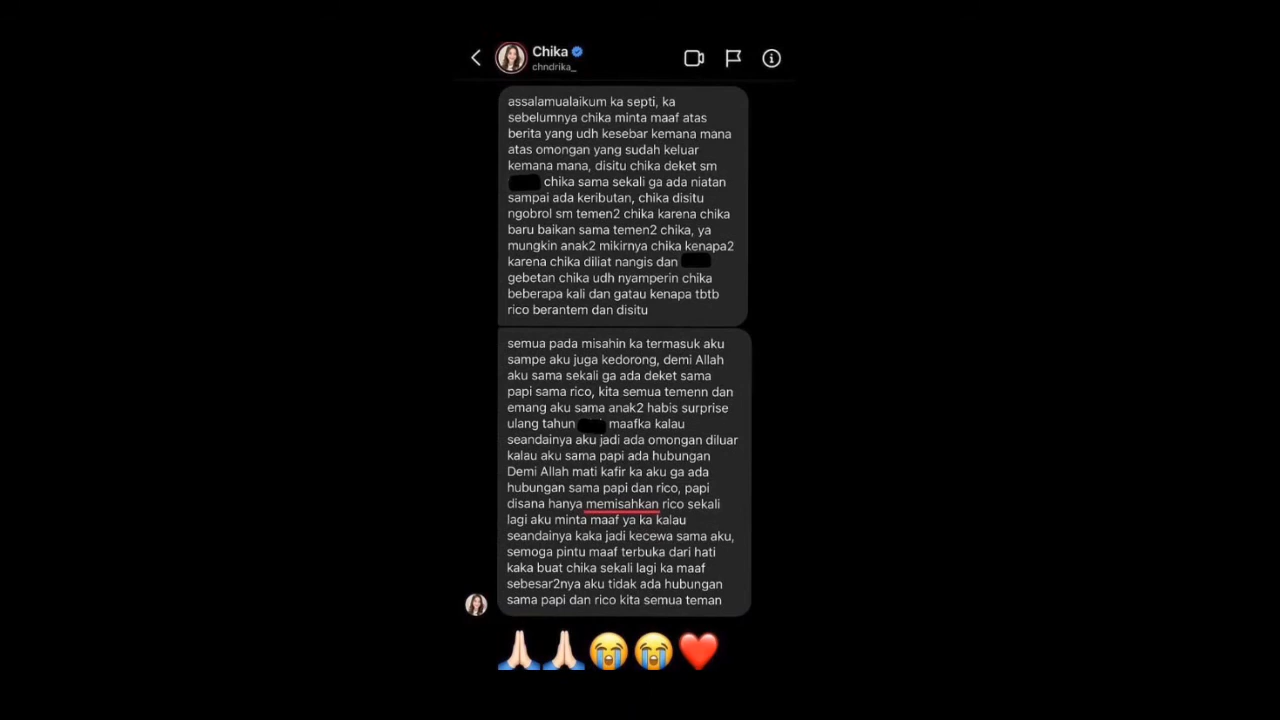 Chika
chndrika_
assalamualaikum ka septi, ka
sebelumnya chika minta maaf atas
berita yang udh kesebar kemana mana
atas omongan yang sudah keluar
kemana mana, disitu chika deket sm
chika sama sekali ga ada niatan
sampai ada keributan, chika disitu
ngobrol sm temen2 chika karena chika
baru baikan sama temen2 chika, ya
mungkin anak2 mikirnya chika kenapa2
karena chika diliat nangis dan
gebetan chika udh nyamperin chika
beberapa kali dan gatau kenapa tbtb
rico berantem dan disitu
semua pada misahin ka termasuk aku
sampe aku juga kedorong, demi Allah
aku sama sekali ga ada deket sama
papi sama rico, kita semua temenn dan
emang aku sama anak2 habis surprise
ulang tahun maafka kalau
seandainya aku jadi ada omongan diluar
kalau aku sama papi ada hubungan
Demi Allah mati kafir ka aku ga ada
hubungan sama papi dan rico, papi
disana hanya memisahkan rico sekali
lagi aku minta maaf ya ka kalau
seandainya kaka jadi kecewa sama aku,
semoga pintu maaf terbuka dari hati
kaka buat chika sekali lagi ka maaf
sebesar2nya aku tidak ada hubungan
sama papi dan rico kita semua teman
🙏🏻🙏🏻😭😭❤️